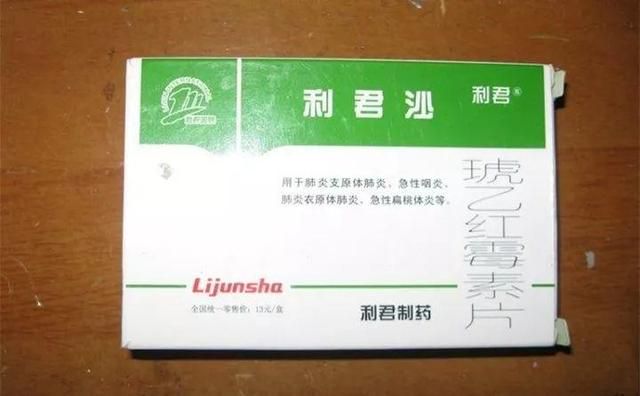 利君沙
利君®
用于肺炎支原体肺炎、急性咽炎、
肺炎衣原体肺炎、急性扁桃体炎等。
琥乙红霉素片
Lijunsha
全国统一零售价：13元/盒
利君制药